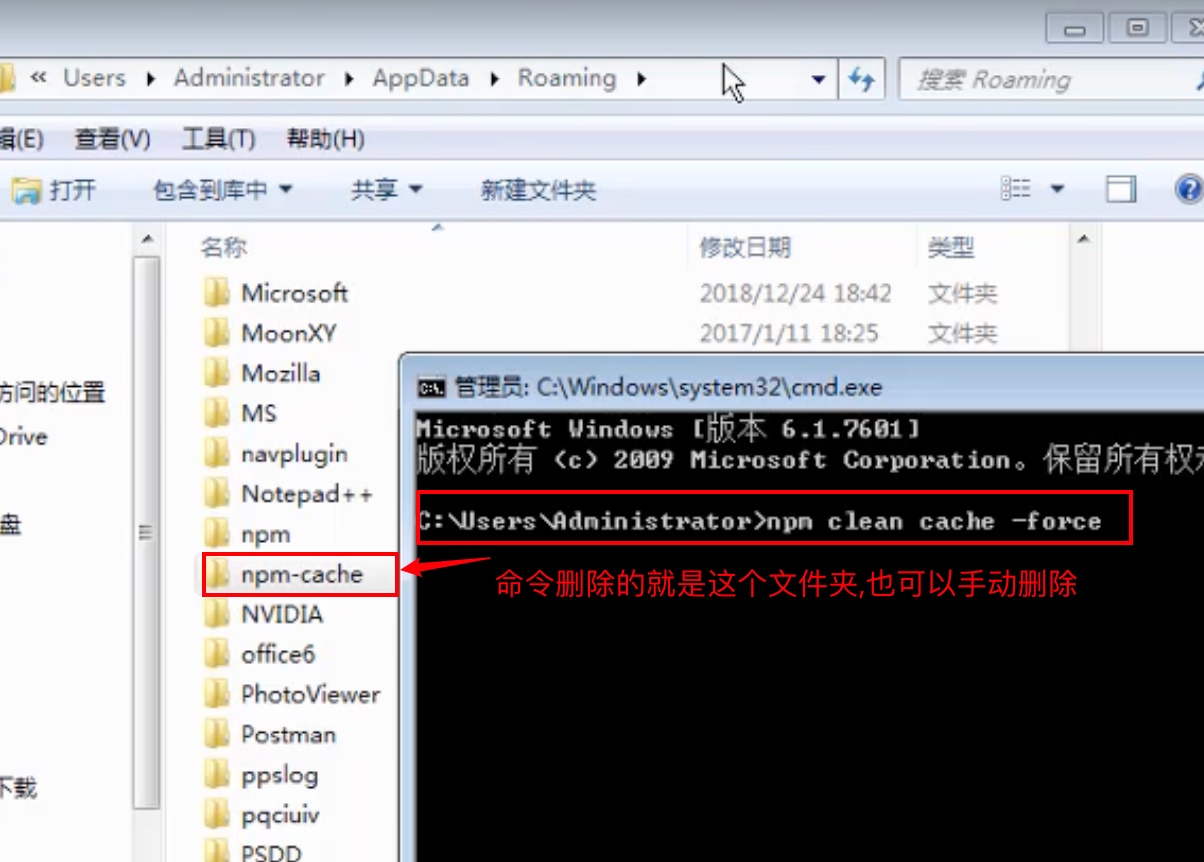 « Users ▸ Administrator ▸ AppData ▸ Roaming ▸
搜索 Roaming
辑(E) 查看(V) 工具(T) 帮助(H)
打开 包含到库中 共享 新建文件夹
名称 修改日期 类型
Microsoft 2018/12/24 18:42 文件夹
MoonXY 2017/1/11 18:25 文件夹
Mozilla
MS
navplugin
Notepad++
npm
npm-cache
NVIDIA
office6
PhotoViewer
Postman
ppslog
pqciuiv
PSDD
访问的位置
Drive
盘
下载
管理员: C:\Windows\system32\cmd.exe
Microsoft Windows [版本 6.1.7601]
版权所有 (c) 2009 Microsoft Corporation。保留所有权
C:\Users\Administrator>npm clean cache -force
命令删除的就是这个文件夹,也可以手动删除